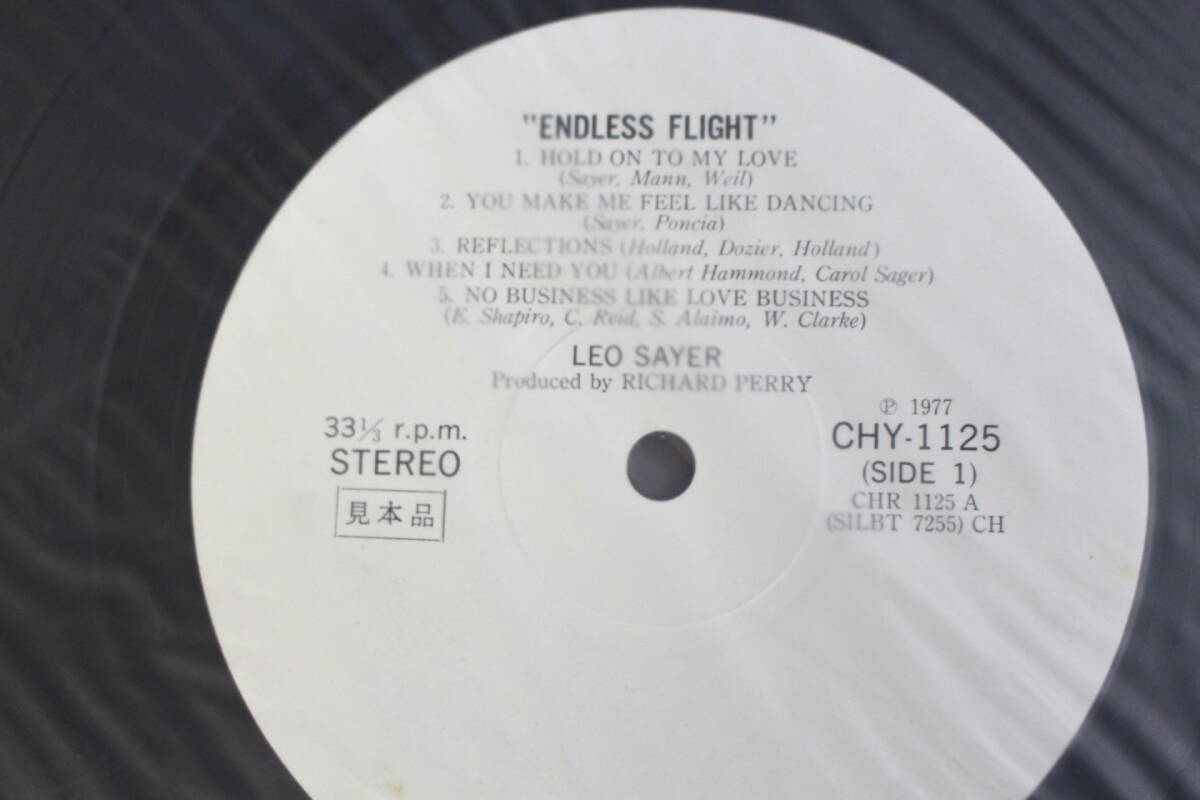 "ENDLESS FLIGHT"
1. HOLD ON TO MY LOVE
(Sayer, Mann, Weil)
2. YOU MAKE ME FEEL LIKE DANCING
(Sayer, Poncia)
3. REFLECTIONS (Holland, Dozier, Holland)
4. WHEN I NEED YOU (Albert Hammond, Carol Sager)
5. NO BUSINESS LIKE LOVE BUSINESS
(E. Shapiro, C. Reid, S. Alaimo, W. Clarke)
LEO SAYER
Produced by RICHARD PERRY
33⅓ r.p.m.
STEREO
見本品
℗ 1977
CHY-1125
(SIDE 1)
CHR 1125 A
(SILBT 7255) CH